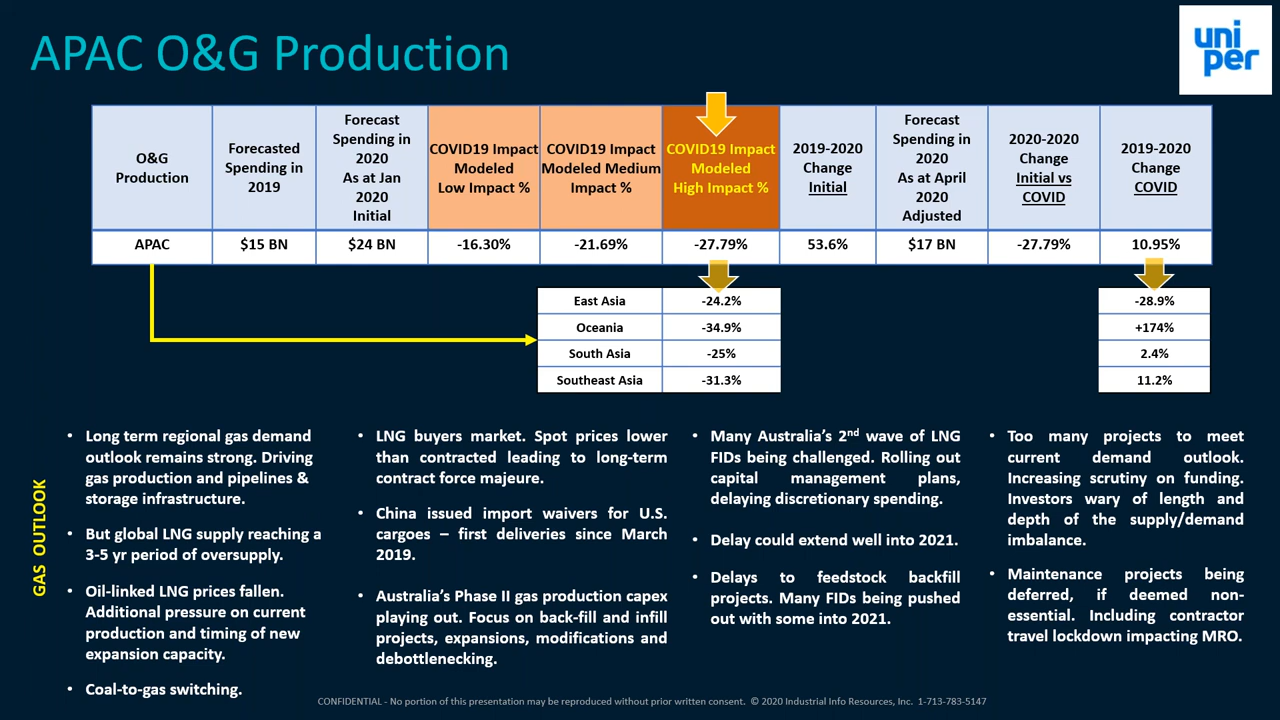 APAC O&G Production
uni
per
O&G
Production
Forecasted
Spending in
2019
Forecast
Spending in
2020
As at Jan
2020
Initial
COVID19 Impact
Modeled
Low Impact %
COVID19 Impact
Modeled Medium
Impact %
COVID19 Impact
Modeled
High Impact %
2019-2020
Change
Initial
Forecast
Spending in
2020
As at April
2020
Adjusted
2020-2020
Change
Initial vs
COVID
2019-2020
Change
COVID
APAC
$15 BN
$24 BN
-16.30%
-21.69%
-27.79%
53.6%
$17 BN
-27.79%
10.95%
East Asia
-24.2%
-28.9%
Oceania
-34.9%
+174%
South Asia
-25%
2.4%
Southeast Asia
-31.3%
11.2%
GAS OUTLOOK
• Long term regional gas demand
outlook remains strong. Driving
gas production and pipelines &
storage infrastructure.
• But global LNG supply reaching a
3-5 yr period of oversupply.
• Oil-linked LNG prices fallen.
Additional pressure on current
production and timing of new
expansion capacity.
• Coal-to-gas switching.
• LNG buyers market. Spot prices lower
than contracted leading to long-term
contract force majeure.
• China issued import waivers for U.S.
cargoes – first deliveries since March
2019.
• Australia's Phase II gas production capex
playing out. Focus on back-fill and infill
projects, expansions, modifications and
debottlenecking.
• Many Australia's 2nd wave of LNG
FIDs being challenged. Rolling out
capital management plans,
delaying discretionary spending.
• Delay could extend well into 2021.
• Delays to feedstock backfill
projects. Many FIDs being pushed
out with some into 2021.
• Too many projects to meet
current demand outlook.
Increasing scrutiny on funding.
Investors wary of length and
depth of the supply/demand
imbalance.
• Maintenance projects being
deferred, if deemed non-
essential. Including contractor
travel lockdown impacting MRO.
CONFIDENTIAL - No portion of this presentation may be reproduced without prior written consent. © 2020 Industrial Info Resources, Inc. 1-713-783-5147